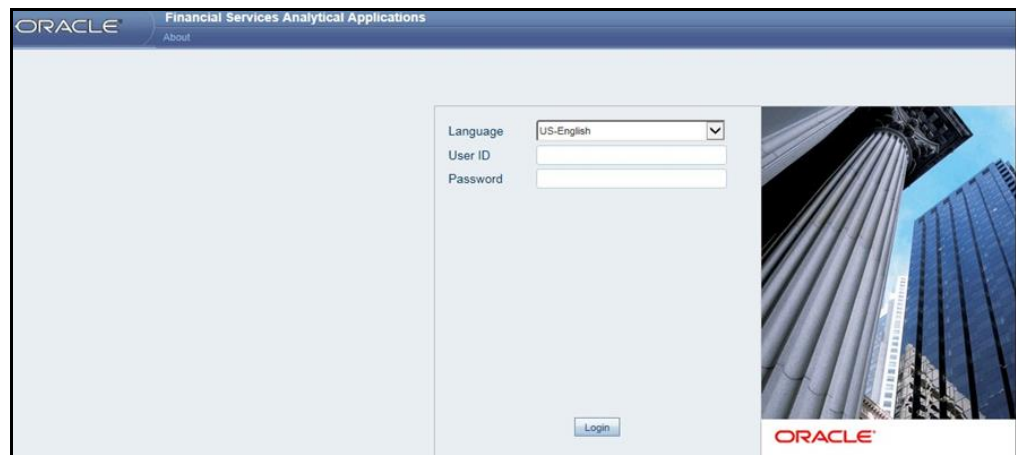 ORACLE
Financial Services Analytical Applications
About
Language
US-English
User ID
Password
Login
ORACLE